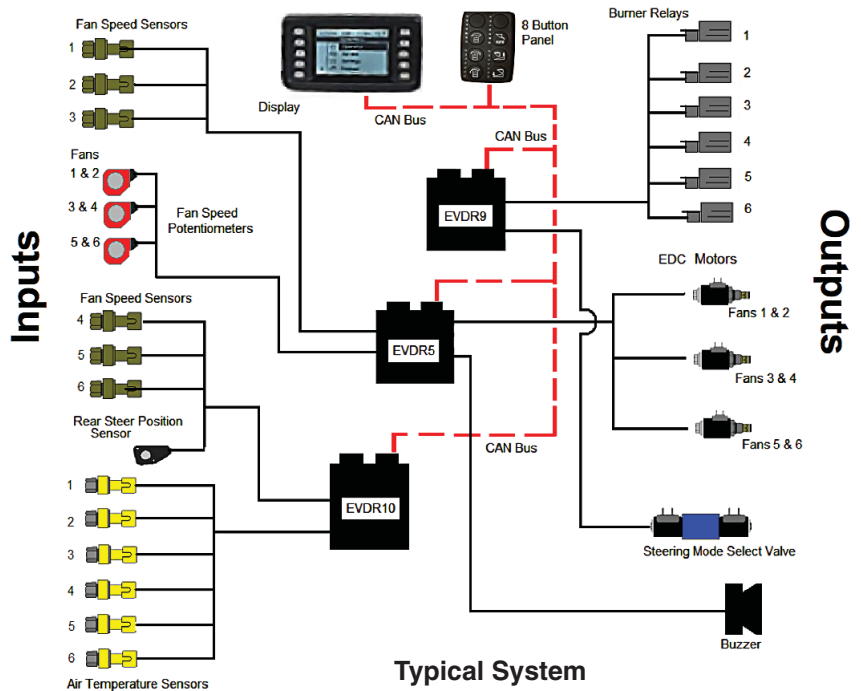 Fan Speed Sensors
1
2
3
Fans
1 & 2
3 & 4
5 & 6
Fan Speed
Potentiometers
Inputs
Fan Speed Sensors
4
5
6
Rear Steer Position
Sensor
1
2
3
4
5
6
Air Temperature Sensors
Display
8 Button
Panel
CAN Bus
CAN Bus
EVDR9
EVDR5
CAN Bus
EVDR10
Burner Relays
1
2
3
4
5
6
Outputs
EDC Motors
Fans 1 & 2
Fans 3 & 4
Fans 5 & 6
Steering Mode Select Valve
Buzzer
Typical System